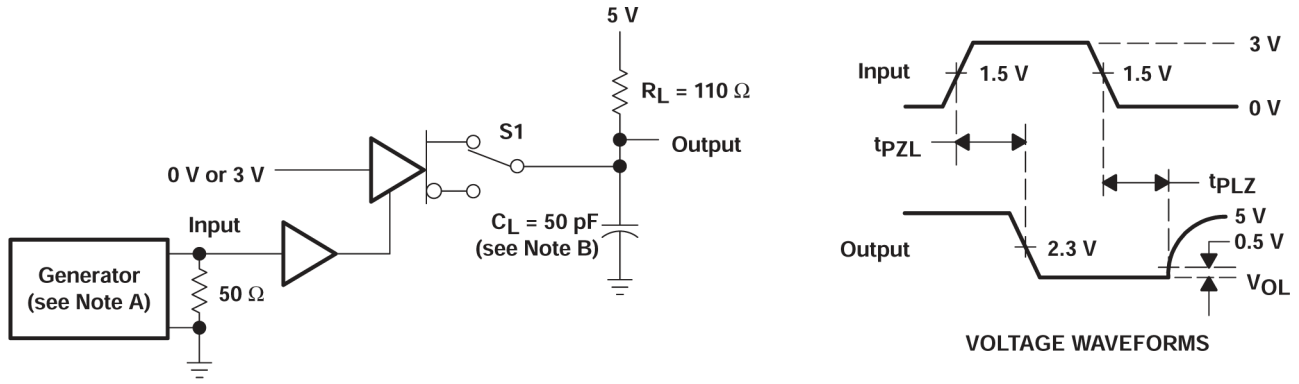 5 V
R_L = 110 Ω
Output
S1
0 V or 3 V
C_L = 50 pF
(see Note B)
Input
Generator
(see Note A)
50 Ω
3 V
Input
1.5 V
1.5 V
0 V
t_PZL
t_PLZ
5 V
0.5 V
Output
2.3 V
V_OL
VOLTAGE WAVEFORMS